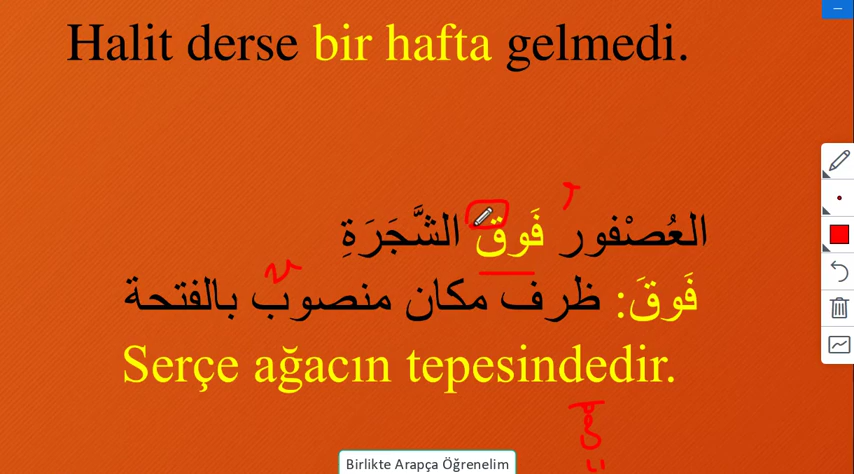 Halit derse bir hafta gelmedi.
العُصْفور فَوقَ الشَّجَرَةِ
فَوقَ: ظرف مكان منصوب بالفتحة
Serçe ağacın tepesindedir.
Birlikte Arapça Öğrenelim